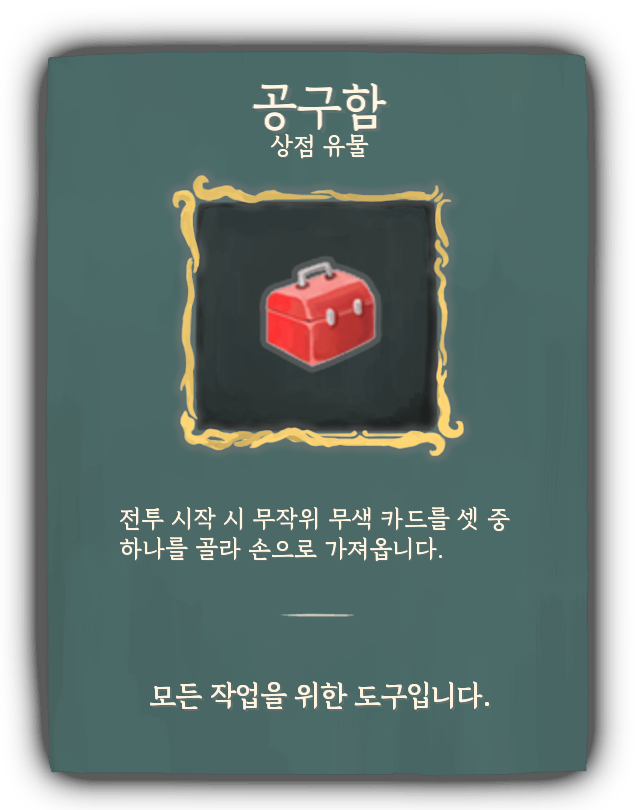 공구함
상점 유물
전투 시작 시 무작위 무색 카드를 셋 중
하나를 골라 손으로 가져옵니다.
모든 작업을 위한 도구입니다.